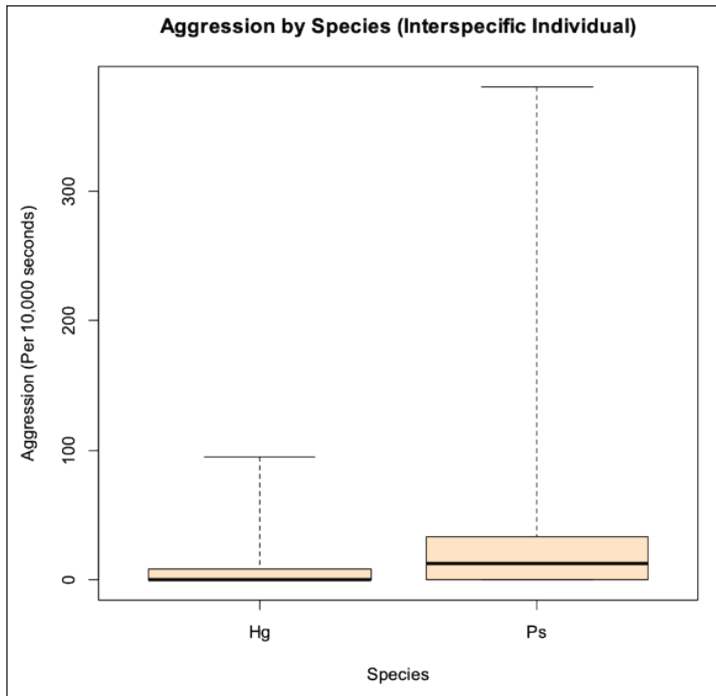 Aggression by Species (Interspecific Individual)
Aggression (Per 10,000 seconds)
300
200
100
0
Hg
Ps
Species